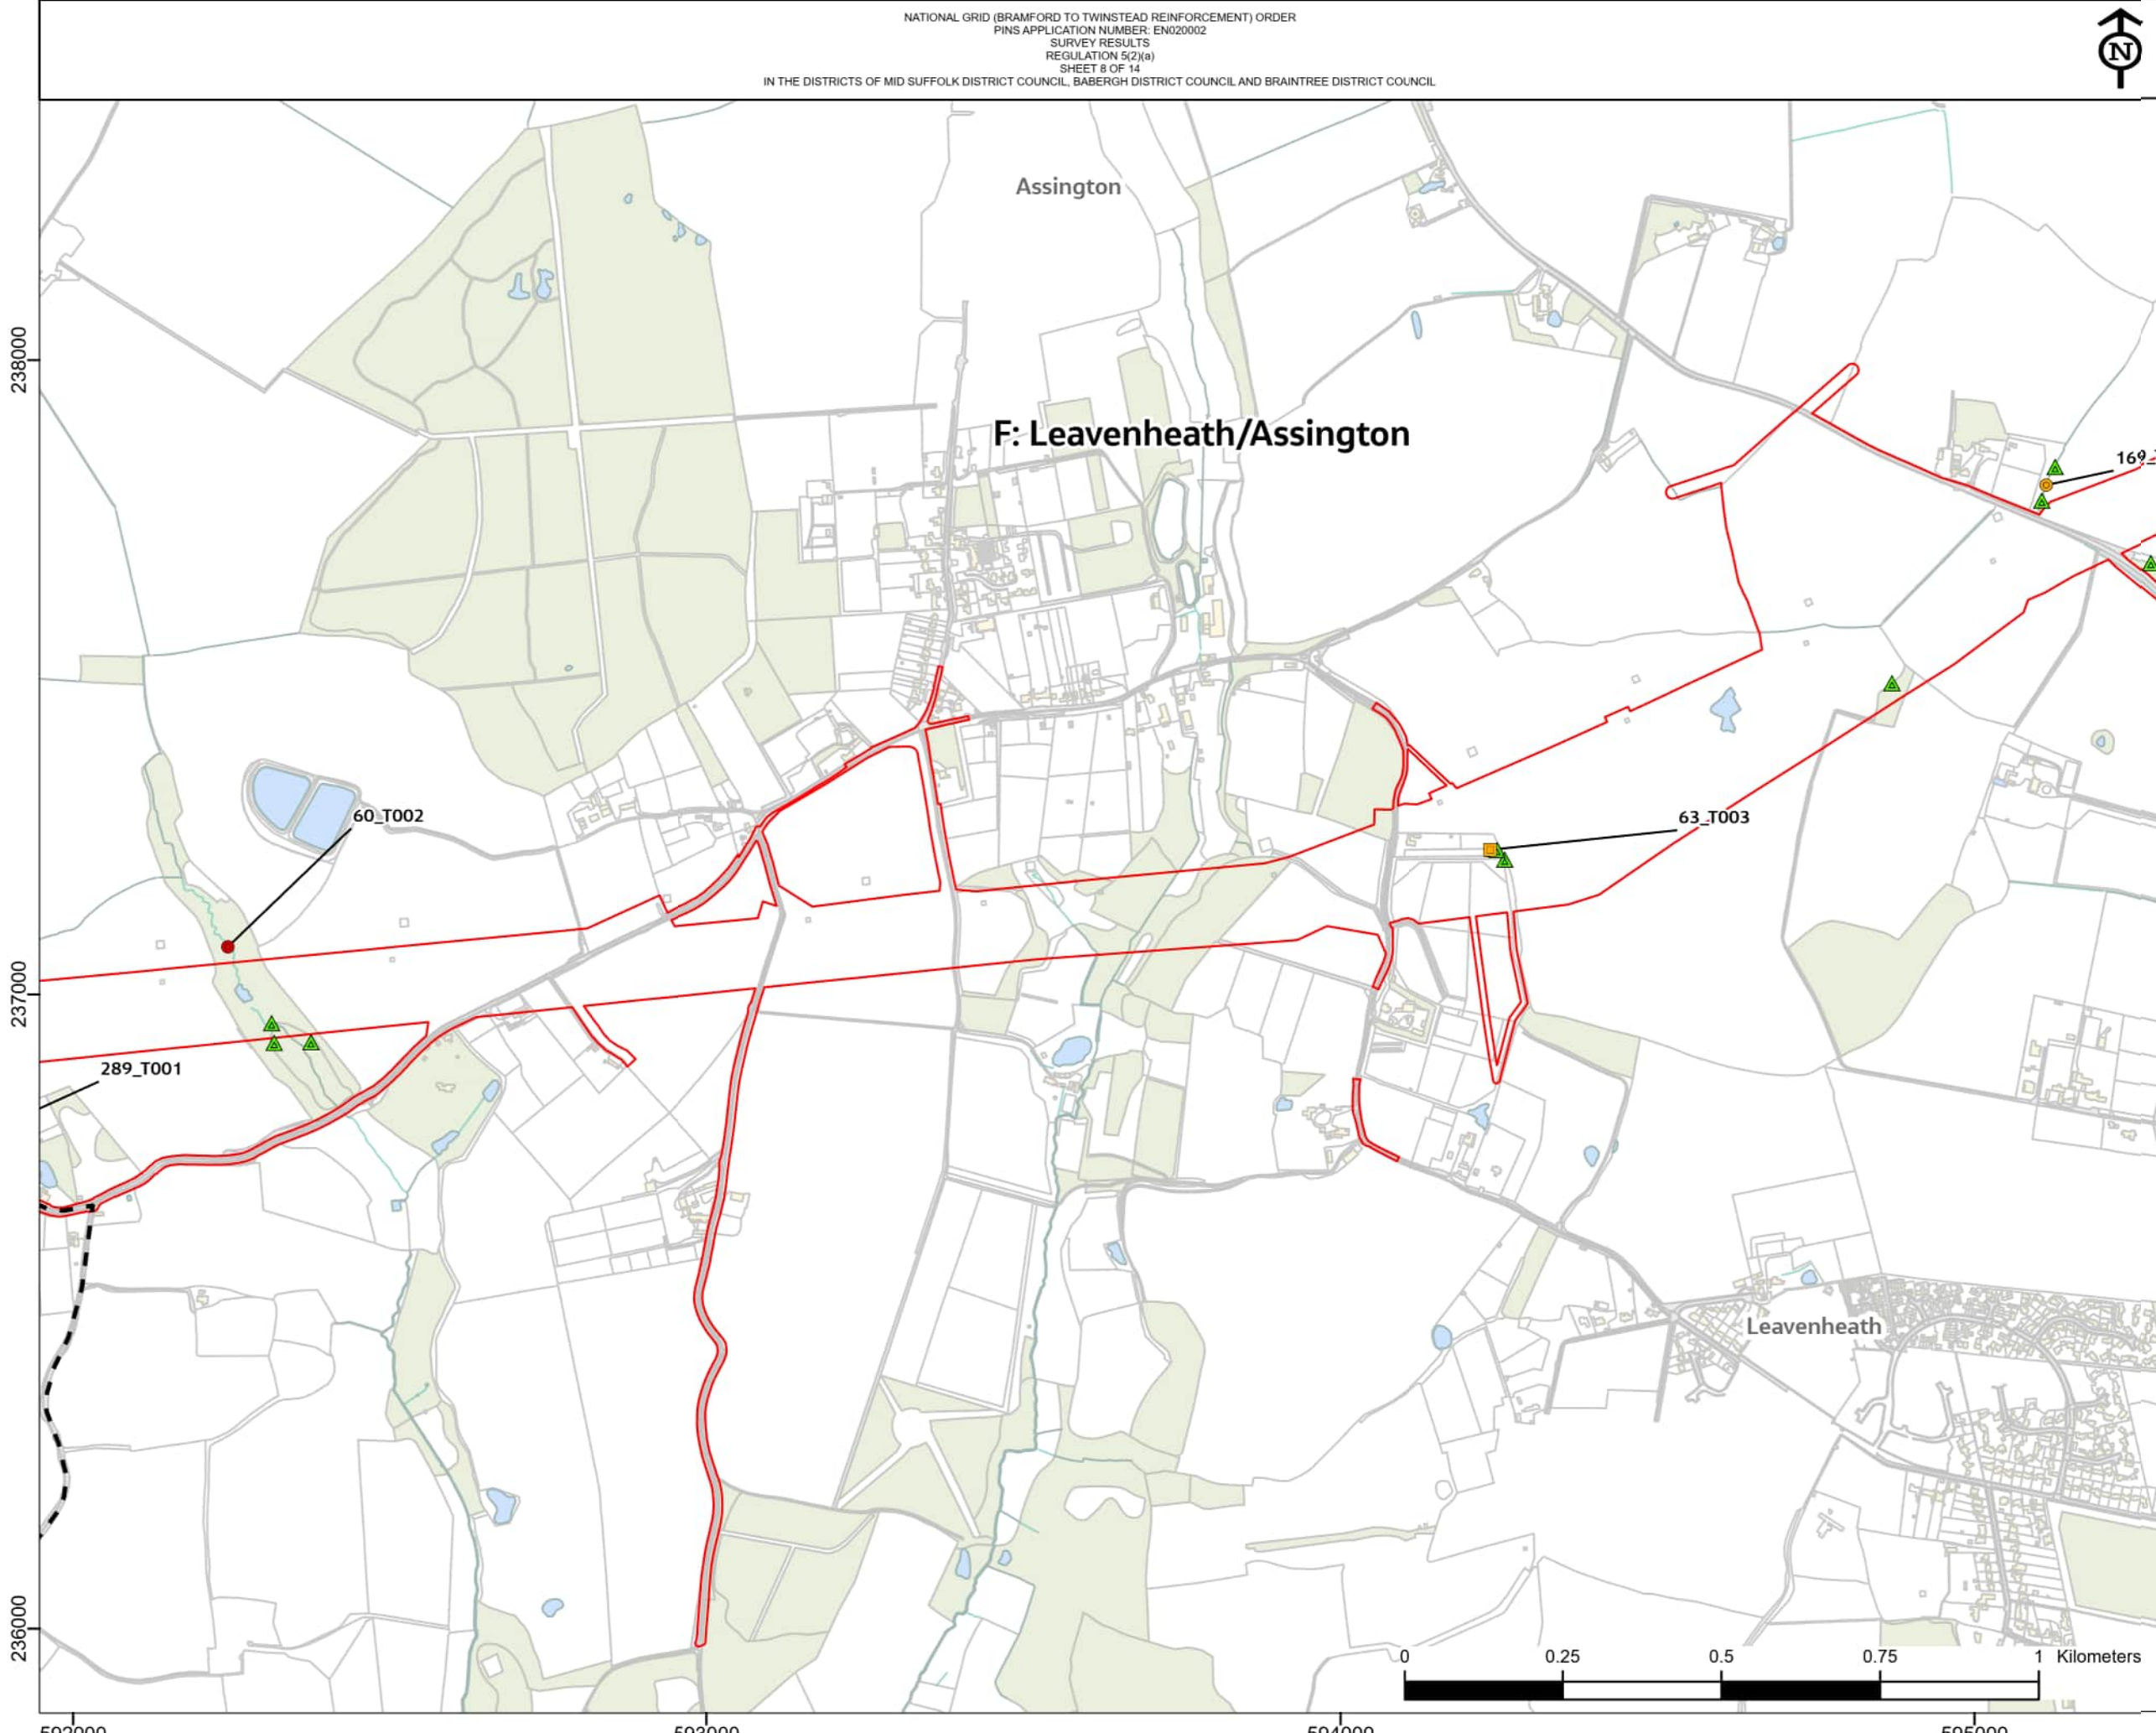 NATIONAL GRID (BRAMFORD TO TWINSTEAD REINFORCEMENT) ORDER
PINS APPLICATION NUMBER: EN020002
SURVEY RESULTS
REGULATION 5(2)(a)
SHEET 8 OF 14
IN THE DISTRICTS OF MID SUFFOLK DISTRICT COUNCIL, BABERGH DISTRICT COUNCIL AND BRAINTREE DISTRICT COUNCIL
N
Assington
238000
F: Leavenheath/Assington
169_
60_T002
63_T003
237000
289_T001
Leavenheath
236000
0 0.25 0.5 0.75 1 Kilometers
592000 593000 594000 595000